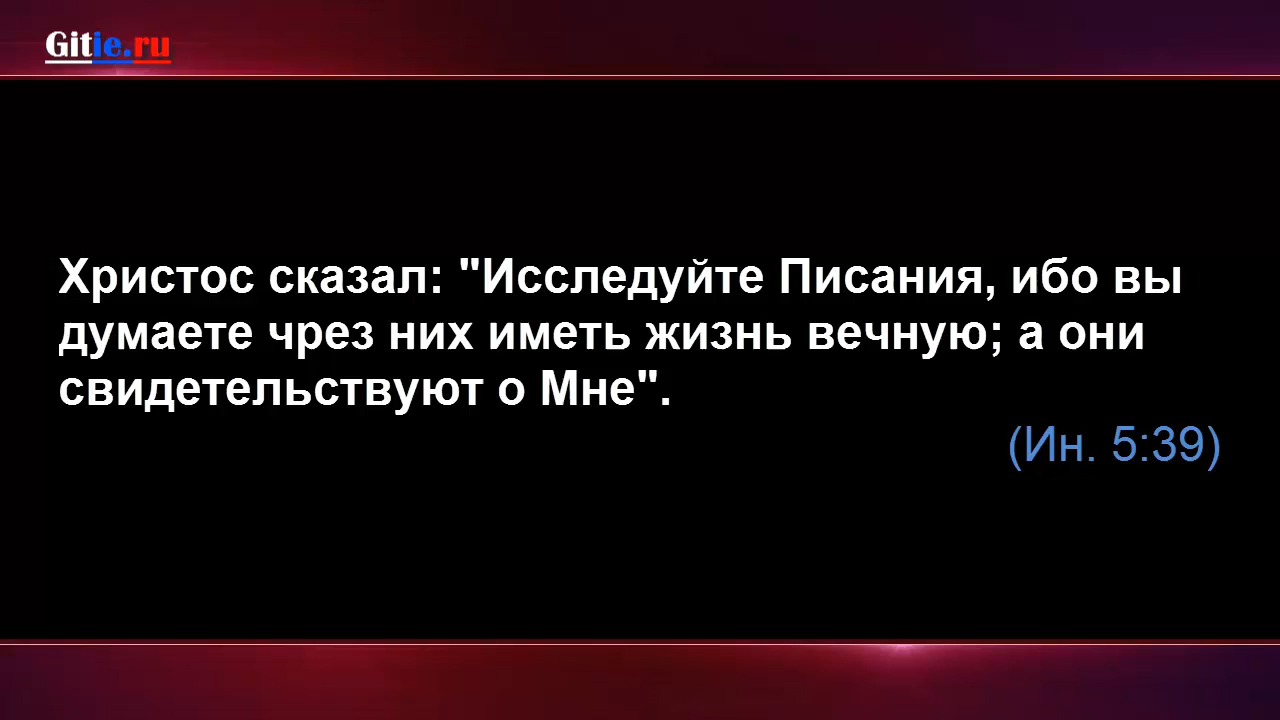 Gitie.ru
Христос сказал: "Исследуйте Писания, ибо вы
думаете чрез них иметь жизнь вечную; а они
свидетельствуют о Мне".
(Ин. 5:39)